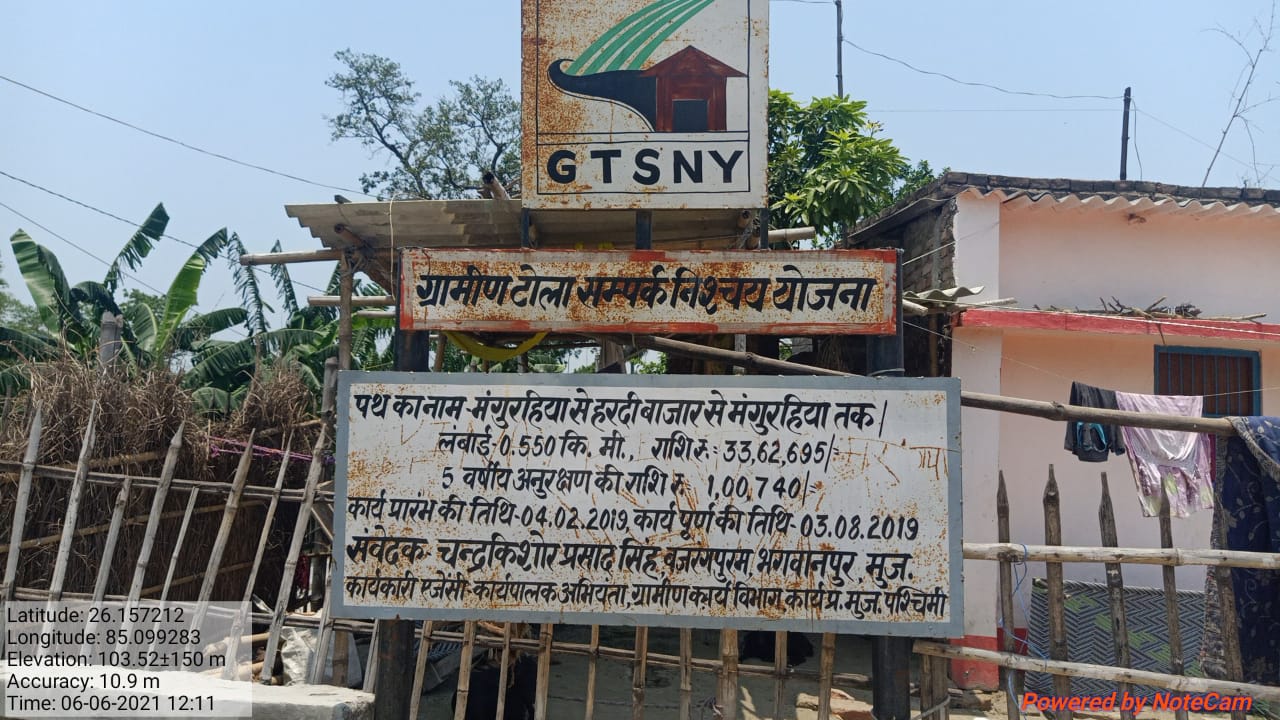 GTSNY
ग्रामीण टोला सम्पर्क निश्चय योजना
पथ का नाम-मंगुरहिया से हरदी बाजार से मंगुरहिया तक|
लंबाई-0.550 कि. मी., राशि रु.: 33,62,695/-
5 वर्षीय अनुरक्षण की राशि रु 1,00,740/-
कार्य प्रारंभ की तिथि-04.02.2019, कार्य पूर्ण की तिथि-03.08.2019
संवेदक- चन्द्रकिशोर प्रसाद सिंह, बजरंगपुरम, भगवानपुर, मुज.
कार्यकारी एजेंसी-कार्यपालक अभियंता, ग्रामीण कार्य विभाग, कार्य प्र. मुज. पश्चिमी
Latitude: 26.157212
Longitude: 85.099283
Elevation: 103.52±150 m
Accuracy: 10.9 m
Time: 06-06-2021 12:11
Powered by NoteCam